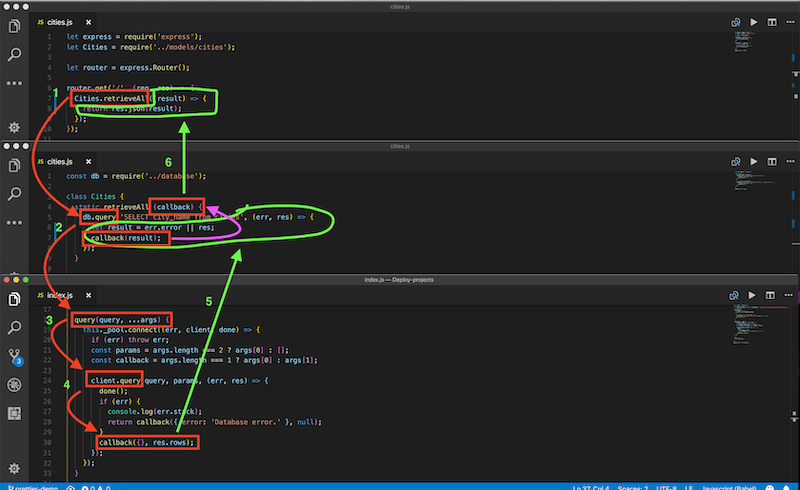 cities.js
JS cities.js ×
1 let express = require('express');
2 let Cities = require('../models/cities');
3
4 let router = express.Router();
5
6 router.get('/', (req, res) => {
1
7 Cities.retrieveAll( result) => {
8 return res.json(result);
9 });
10 });
11
6
cities.js
JS cities.js ×
1 const db = require('../database');
2
3 class Cities {
4 static retrieveAll (callback) {
5 db.query 'SELECT city_name from cities', (err, res) => {
2
6 let result = err.error || res;
7 callback(result);
8 });
9 }
5
index.js — Deploy-projects
JS index.js ×
17
3
query(query, ...args) {
19 this._pool.connect((err, client, done) => {
20 if (err) throw err;
21 const params = args.length === 2 ? args[0] : [];
22 const callback = args.length === 1 ? args[0] : args[1];
23
4
24 client.query query, params, (err, res) => {
25 done();
26 if (err) {
27 console.log(err.stack);
28 return callback({ error: 'Database error.' }, null);
29 }
30 callback({}, res.rows);
31 });
32 });
33 }
3
prettier-demo 0 0 Ln 37, Col 4 Spaces: 2 UTF-8 LF Javascript (Babel)